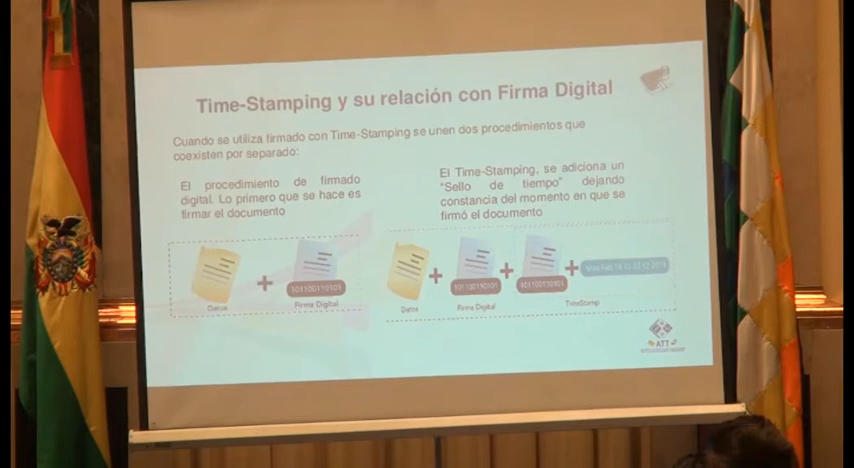 Time-Stamping y su relación con Firma Digital
Cuando se utiliza firmado con Time-Stamping se unen dos procedimientos que
coexisten por separado:
El procedimiento de firmado
digital. Lo primero que se hace es
firmar el documento
El Time-Stamping, se adiciona un
"Sello de tiempo" dejando
constancia del momento en que se
firmó el documento
+
101100110101
Datos
Firma Digital
+
101100110101
+
101100110101
+
Datos
Firma Digital
TimeStamp
ATT